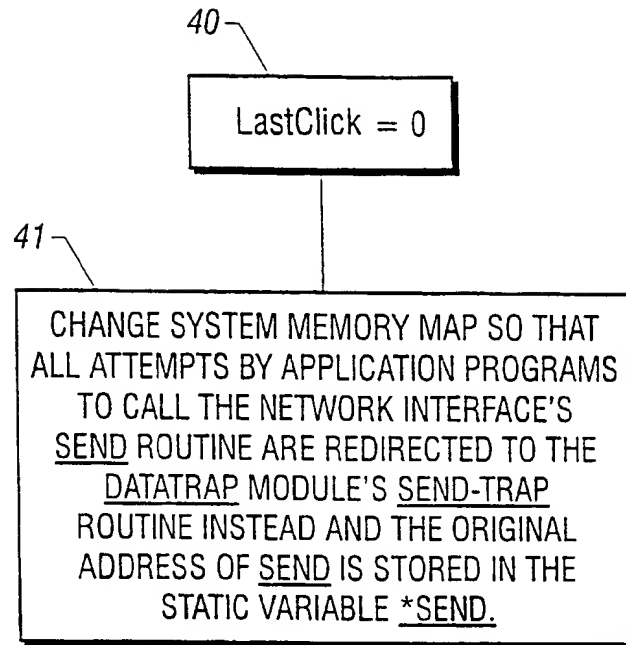 40
LastClick = 0
41
CHANGE SYSTEM MEMORY MAP SO THAT
ALL ATTEMPTS BY APPLICATION PROGRAMS
TO CALL THE NETWORK INTERFACE'S
SEND ROUTINE ARE REDIRECTED TO THE
DATATRAP MODULE'S SEND-TRAP
ROUTINE INSTEAD AND THE ORIGINAL
ADDRESS OF SEND IS STORED IN THE
STATIC VARIABLE *SEND.